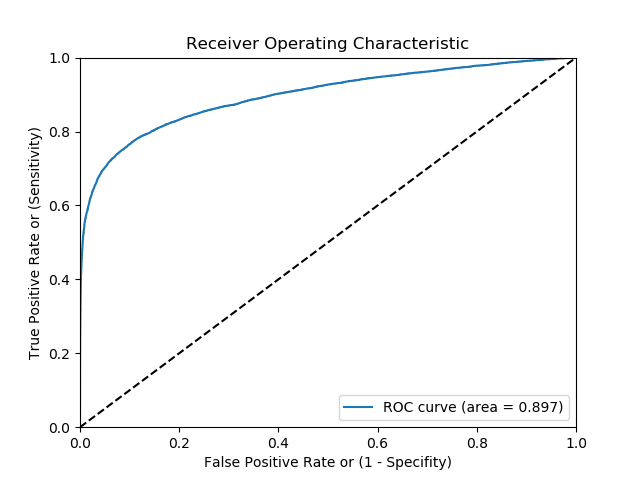 Receiver Operating Characteristic
True Positive Rate or (Sensitivity)
1.0
0.8
0.6
0.4
0.2
0.0
ROC curve (area = 0.897)
0.0 0.2 0.4 0.6 0.8 1.0
False Positive Rate or (1 - Specifity)